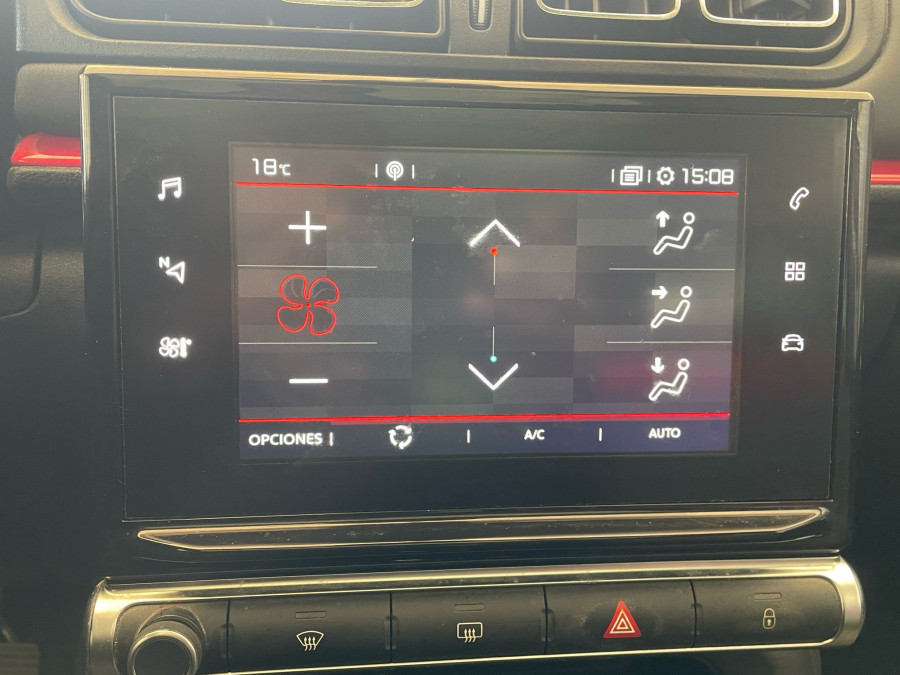 18°C
15:08
N
OPCIONES
A/C
AUTO